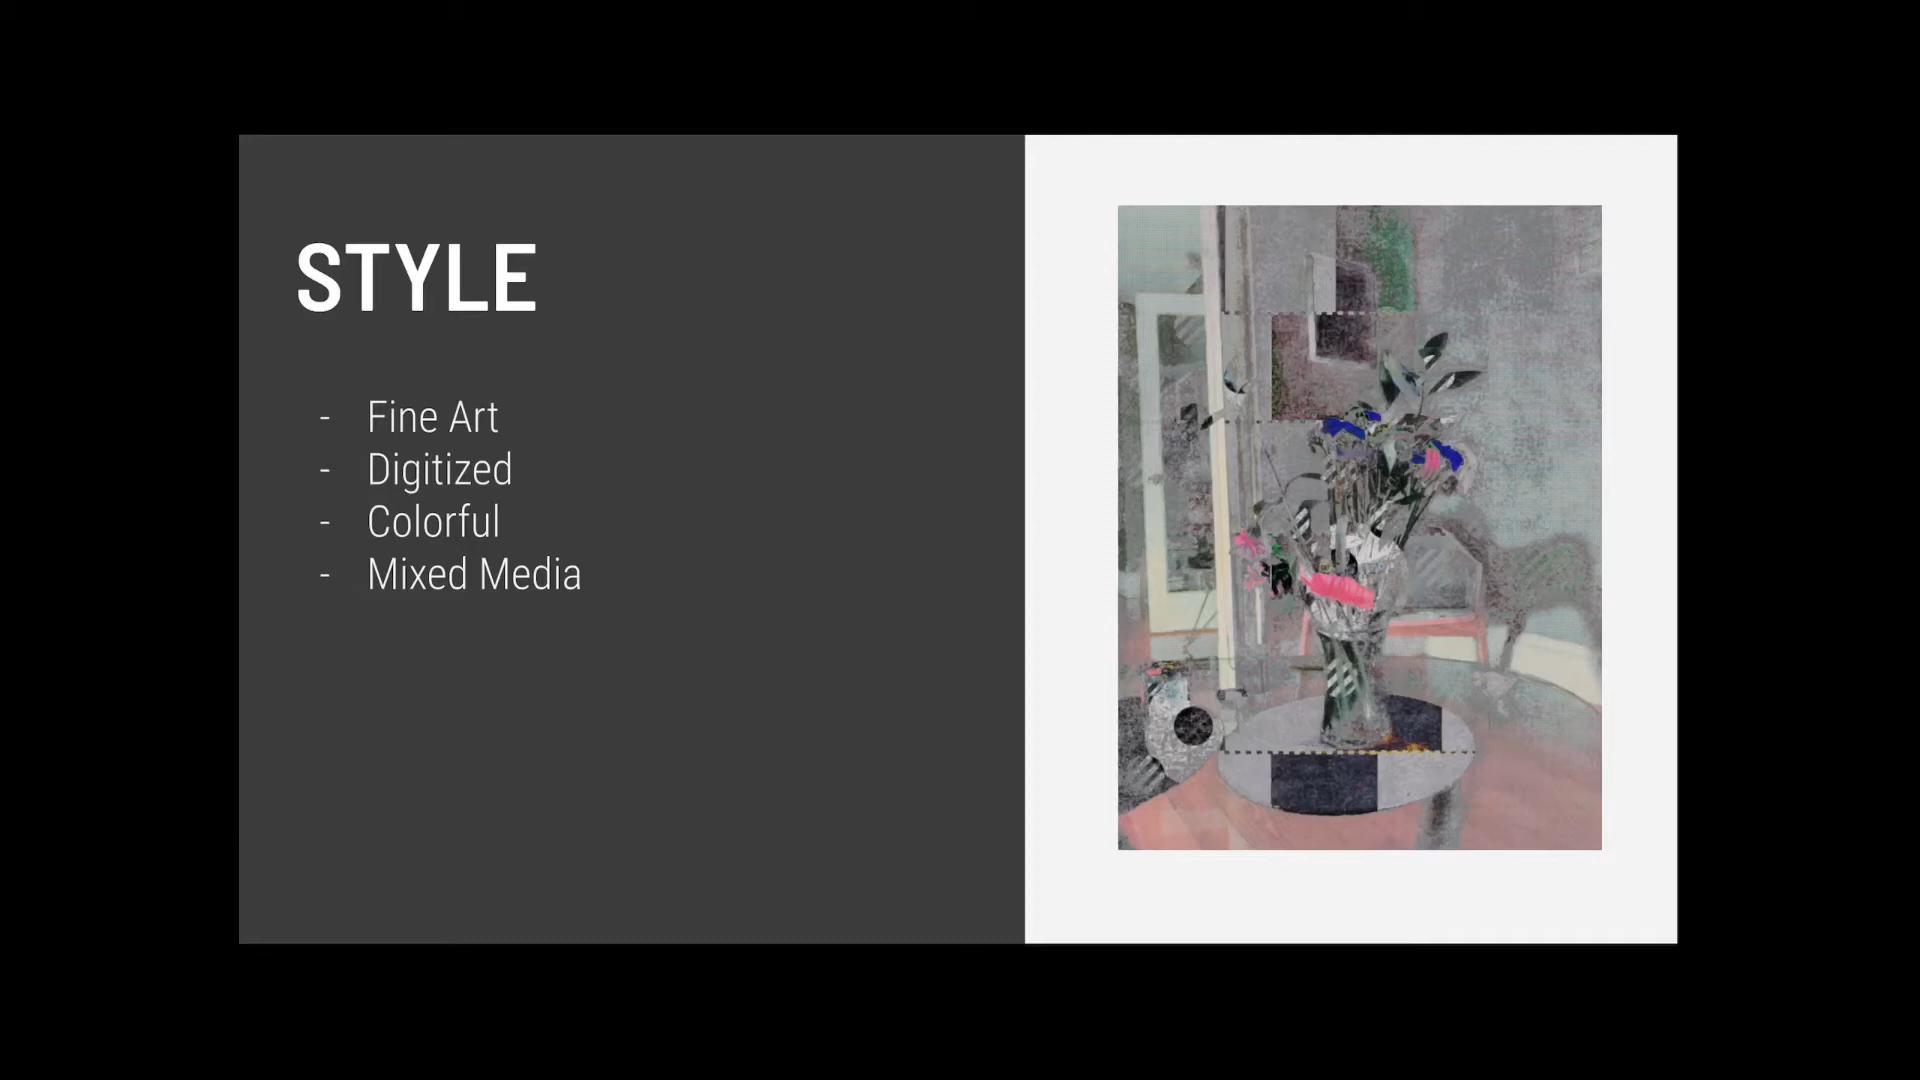 STYLE
- Fine Art
- Digitized
- Colorful
- Mixed Media